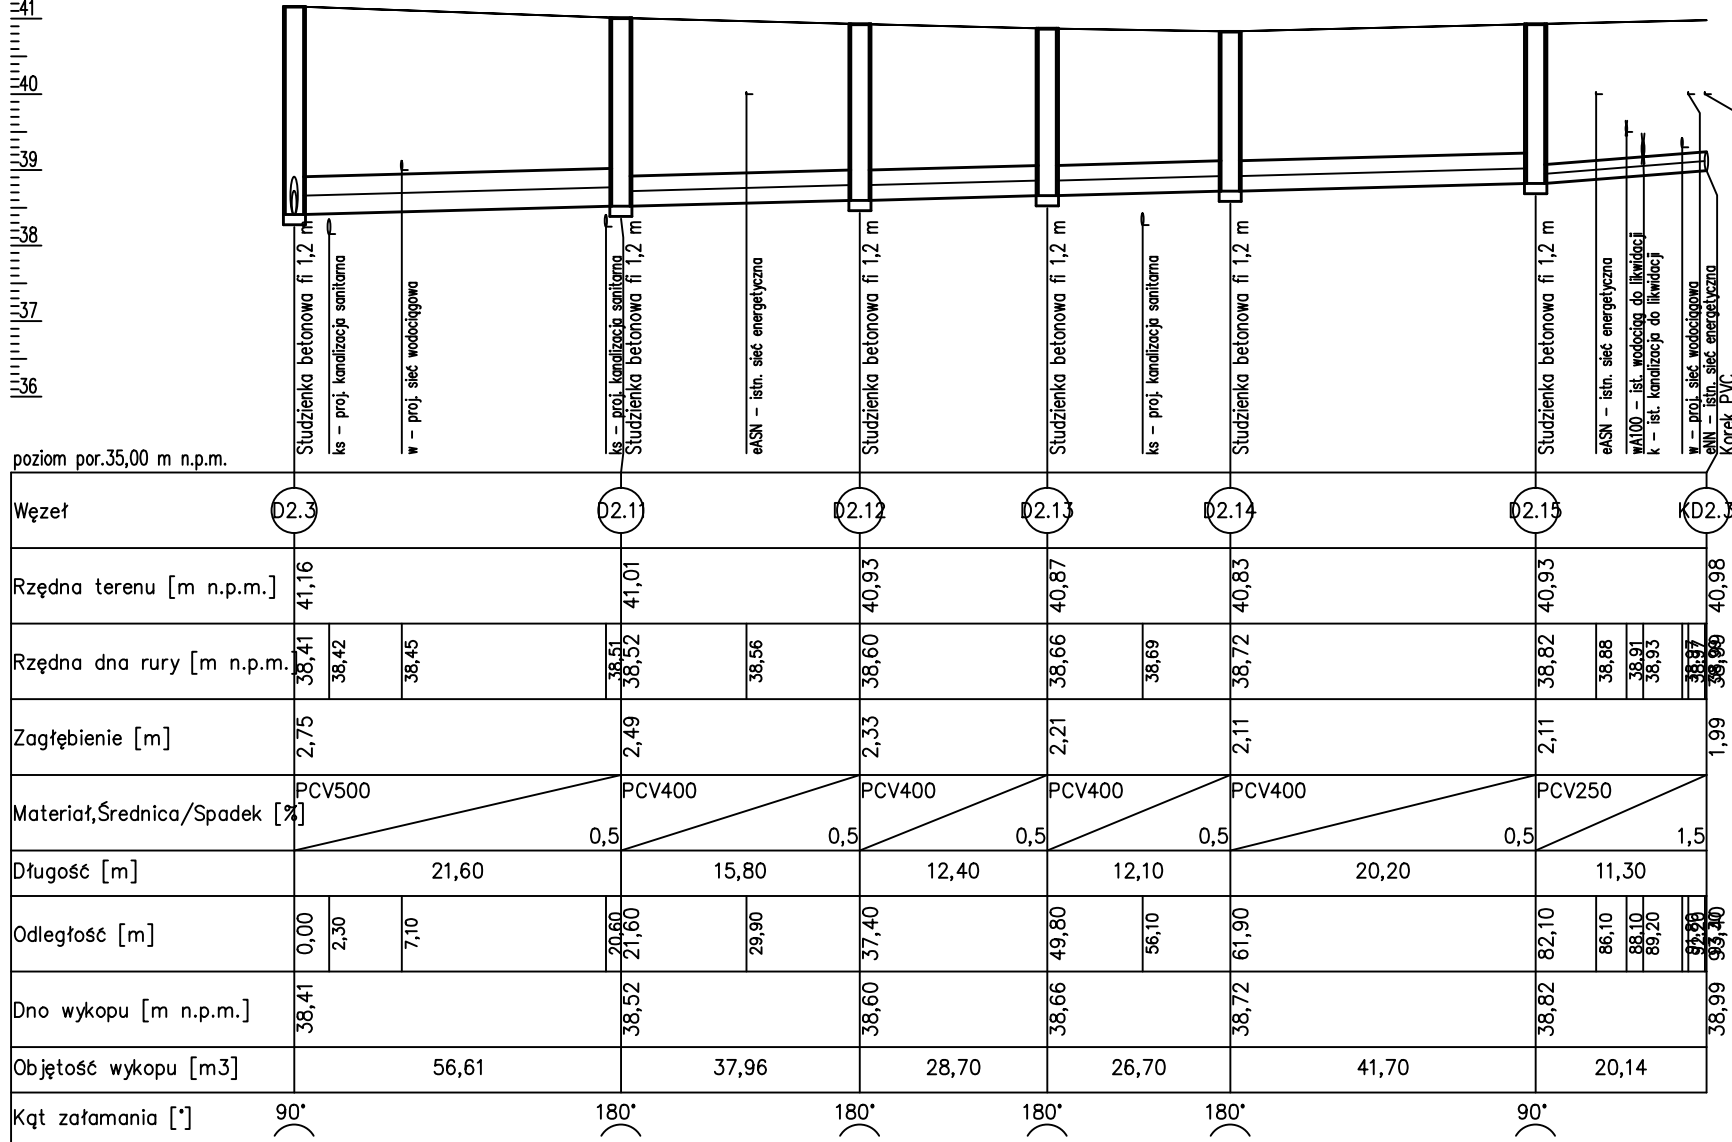 41
40
39
38
37
36
poziom por.35,00 m n.p.m.
Studzienka betonowa fi 1,2 m
ks - proj. kanalizacja sanitarna
w - proj. sieć wodociągowa
ks - proj. kanalizacja sanitarna
Studzienka betonowa fi 1,2 m
eASN - istn. sieć energetyczna
Studzienka betonowa fi 1,2 m
Studzienka betonowa fi 1,2 m
ks - proj. kanalizacja sanitarna
Studzienka betonowa fi 1,2 m
Studzienka betonowa fi 1,2 m
eASN - istn. sieć energetyczna
wA100 - ist. wodociąg do likwidacji
k - ist. kanalizacja do likwidacji
w - proj. sieć wodociągowa
eNN - istn. sieć energetyczna
Korek PVC
Węzeł D2.3 D2.11 D2.12 D2.13 D2.14 D2.15 KD2.3
Rzędna terenu [m n.p.m.] 41,16 41,01 40,93 40,87 40,83 40,93 40,98
Rzędna dna rury [m n.p.m.] 38,41 38,42 38,45 38,51 38,52 38,56 38,60 38,66 38,69 38,72 38,82 38,88 38,91 38,93 38,97 38,99
Zagłębienie [m] 2,75 2,49 2,33 2,21 2,11 2,11 1,99
Materiał,Średnica/Spadek [%] PCV500 0,5 PCV400 0,5 PCV400 0,5 PCV400 0,5 PCV400 0,5 PCV250 1,5
Długość [m] 21,60 15,80 12,40 12,10 20,20 11,30
Odległość [m] 0,00 2,30 7,10 20,60 21,60 29,90 37,40 49,80 56,10 61,90 82,10 86,10 88,10 89,20 93,40
Dno wykopu [m n.p.m.] 38,41 38,52 38,60 38,66 38,72 38,82 38,99
Objętość wykopu [m3] 56,61 37,96 28,70 26,70 41,70 20,14
Kąt załamania [°] 90° 180° 180° 180° 180° 90°